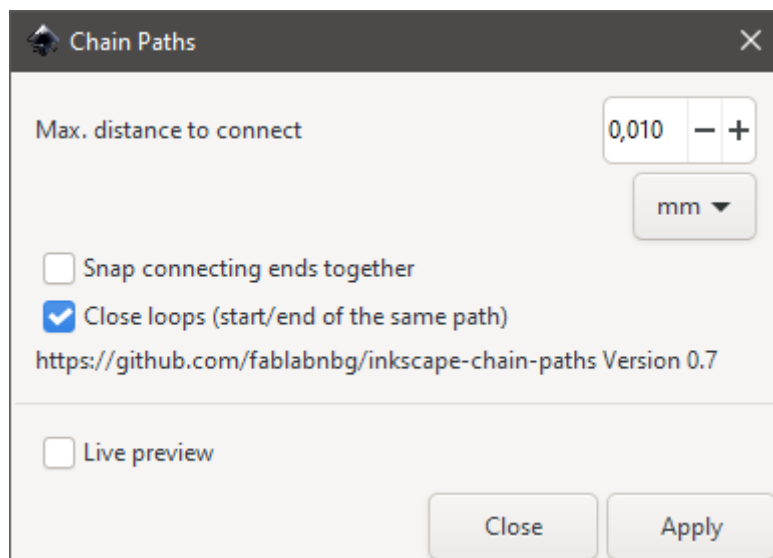 Chain Paths
Max. distance to connect 0,010
mm
Snap connecting ends together
Close loops (start/end of the same path)
https://github.com/fablabnbg/inkscape-chain-paths Version 0.7
Live preview
Close Apply